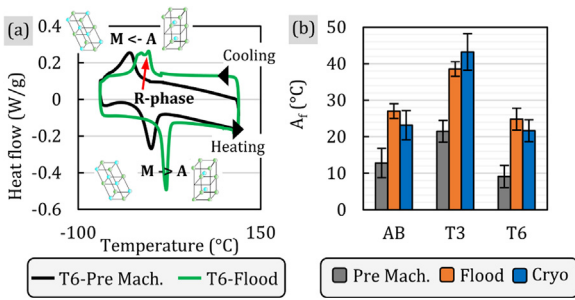 (a)
M <- A
Cooling
R-phase
Heating
M -> A
Heat flow (W/g)
0.4
0.2
0
-0.2
-0.4
-0.6
-100
150
Temperature (°C)
T6-Pre Mach.
T6-Flood
(b)
A_f (°C)
50
40
30
20
10
0
AB
T3
T6
Pre Mach.
Flood
Cryo